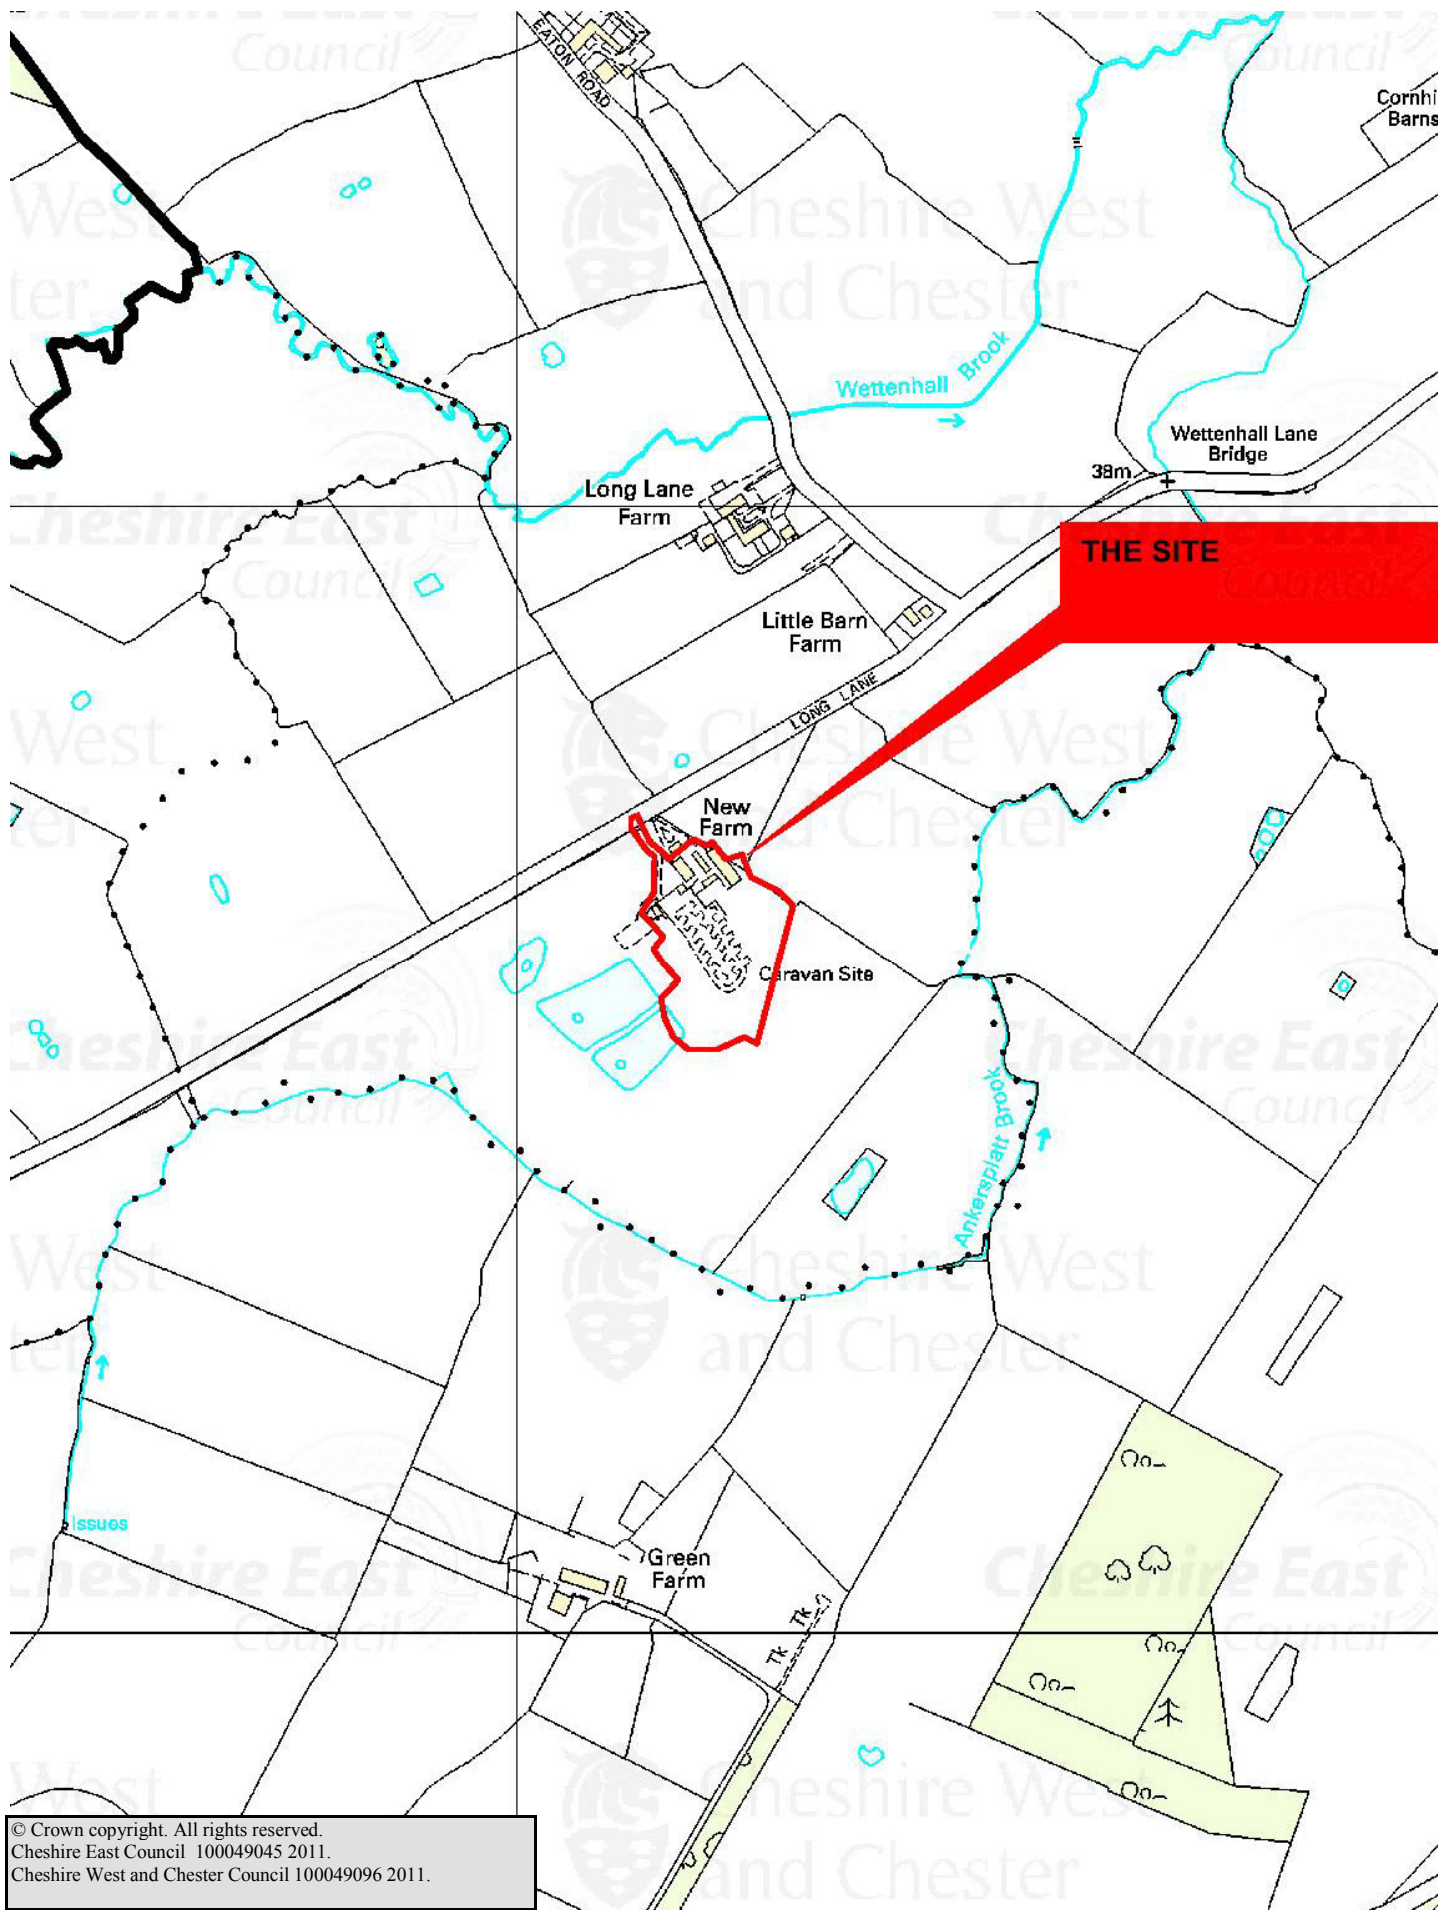 EATON ROAD
Cornhi
Barns
Wettenhall Brook
Wettenhall Lane
Bridge
38m
Long Lane
Farm
THE SITE
Little Barn
Farm
LONG LANE
New
Farm
Caravan Site
Ankersplatt Brook
Issues
Green
Farm
Tk
Tk
© Crown copyright. All rights reserved.
Cheshire East Council 100049045 2011.
Cheshire West and Chester Council 100049096 2011.
Cheshire East
Council
Cheshire West
and Chester